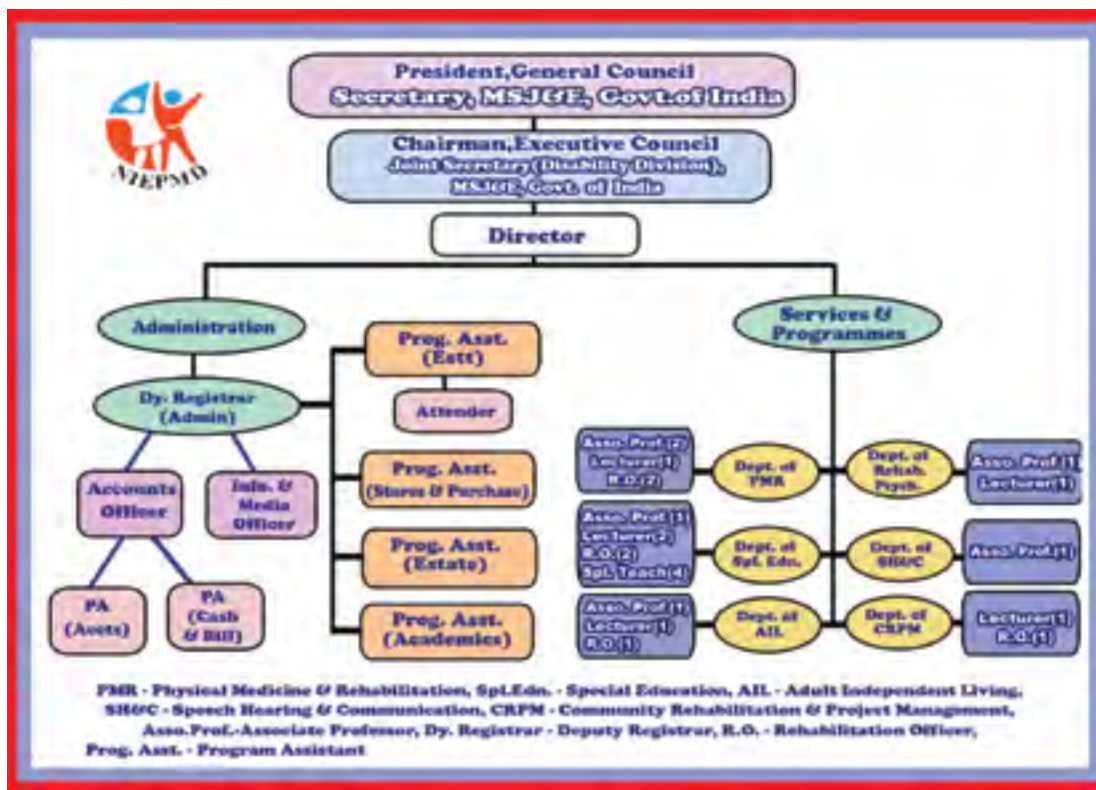 President,General Council
Secretary, MSJ&E, Govt.of India
NIEPMD
Chairman,Executive Council
Joint Secretary(Disability Division),
MSJ&E, Govt. of India
Director
Administration
Services &
Programmes
Dy. Registrar
(Admin)
Prog. Asst.
(Estt)
Attender
Accounts
Officer
Info. &
Media
Officer
Prog. Asst.
(Stores & Purchase)
Prog. Asst.
(Estate)
Prog. Asst.
(Academics)
PA
(Accts)
PA
(Cash
& Bill)
Asso. Prof.(2)
Lecturer(1)
R.O.(2)
Dept. of
PMR
Dept. of
Rehab.
Psych.
Asso. Prof(1)
Lecturer(1)
Asso. Prof.(1)
Lecturer(2)
R.O.(2)
Spl. Teach(4)
Dept. of
Spl. Edn.
Dept. of
SH&C
Asso. Prof.(1)
Asso. Prof.(1)
Lecturer(1)
R.O.(1)
Dept. of
AIL
Dept. of
CRPM
Lecturer(1)
R.O.(1)
PMR - Physical Medicine & Rehabilitation, Spl.Edn. - Special Education, AIL - Adult Independent Living,
SH&C - Speech Hearing & Communication, CRPM - Community Rehabilitation & Project Management,
Asso.Prof.-Associate Professor, Dy. Registrar - Deputy Registrar, R.O. - Rehabilitation Officer,
Prog. Asst. - Program Assistant